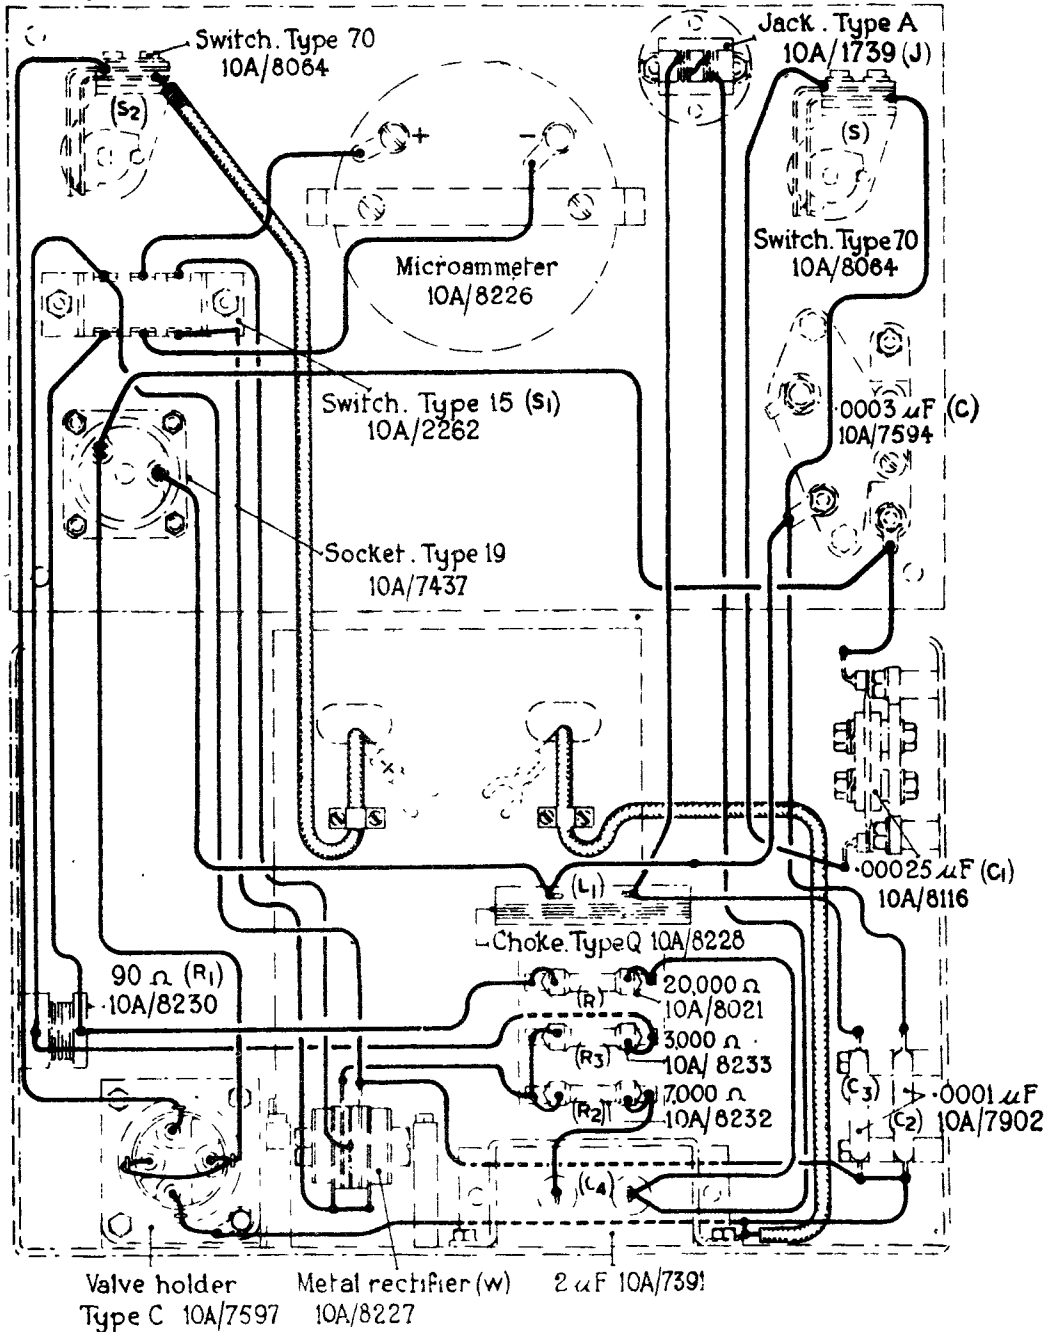 Switch. Type 70
10A/8064
(S2)
Jack. Type A
10A/1739 (J)
(S)
+
-
Switch. Type 70
10A/8064
Microammeter
10A/8226
Switch. Type 15 (S1)
10A/2262
.0003 µF (C)
10A/7594
Socket. Type 19
10A/7437
.00025 µF (C1)
10A/8116
(L1)
Choke. Type Q 10A/8228
90 Ω (R1)
10A/8230
(R)
20,000 Ω
10A/8021
(R3)
3,000 Ω
10A/8233
(R2)
7,000 Ω
10A/8232
(C3)
(C2)
.0001 µF
10A/7902
(C4)
Valve holder
Type C 10A/7597
Metal rectifier (W)
10A/8227
2 µF 10A/7391